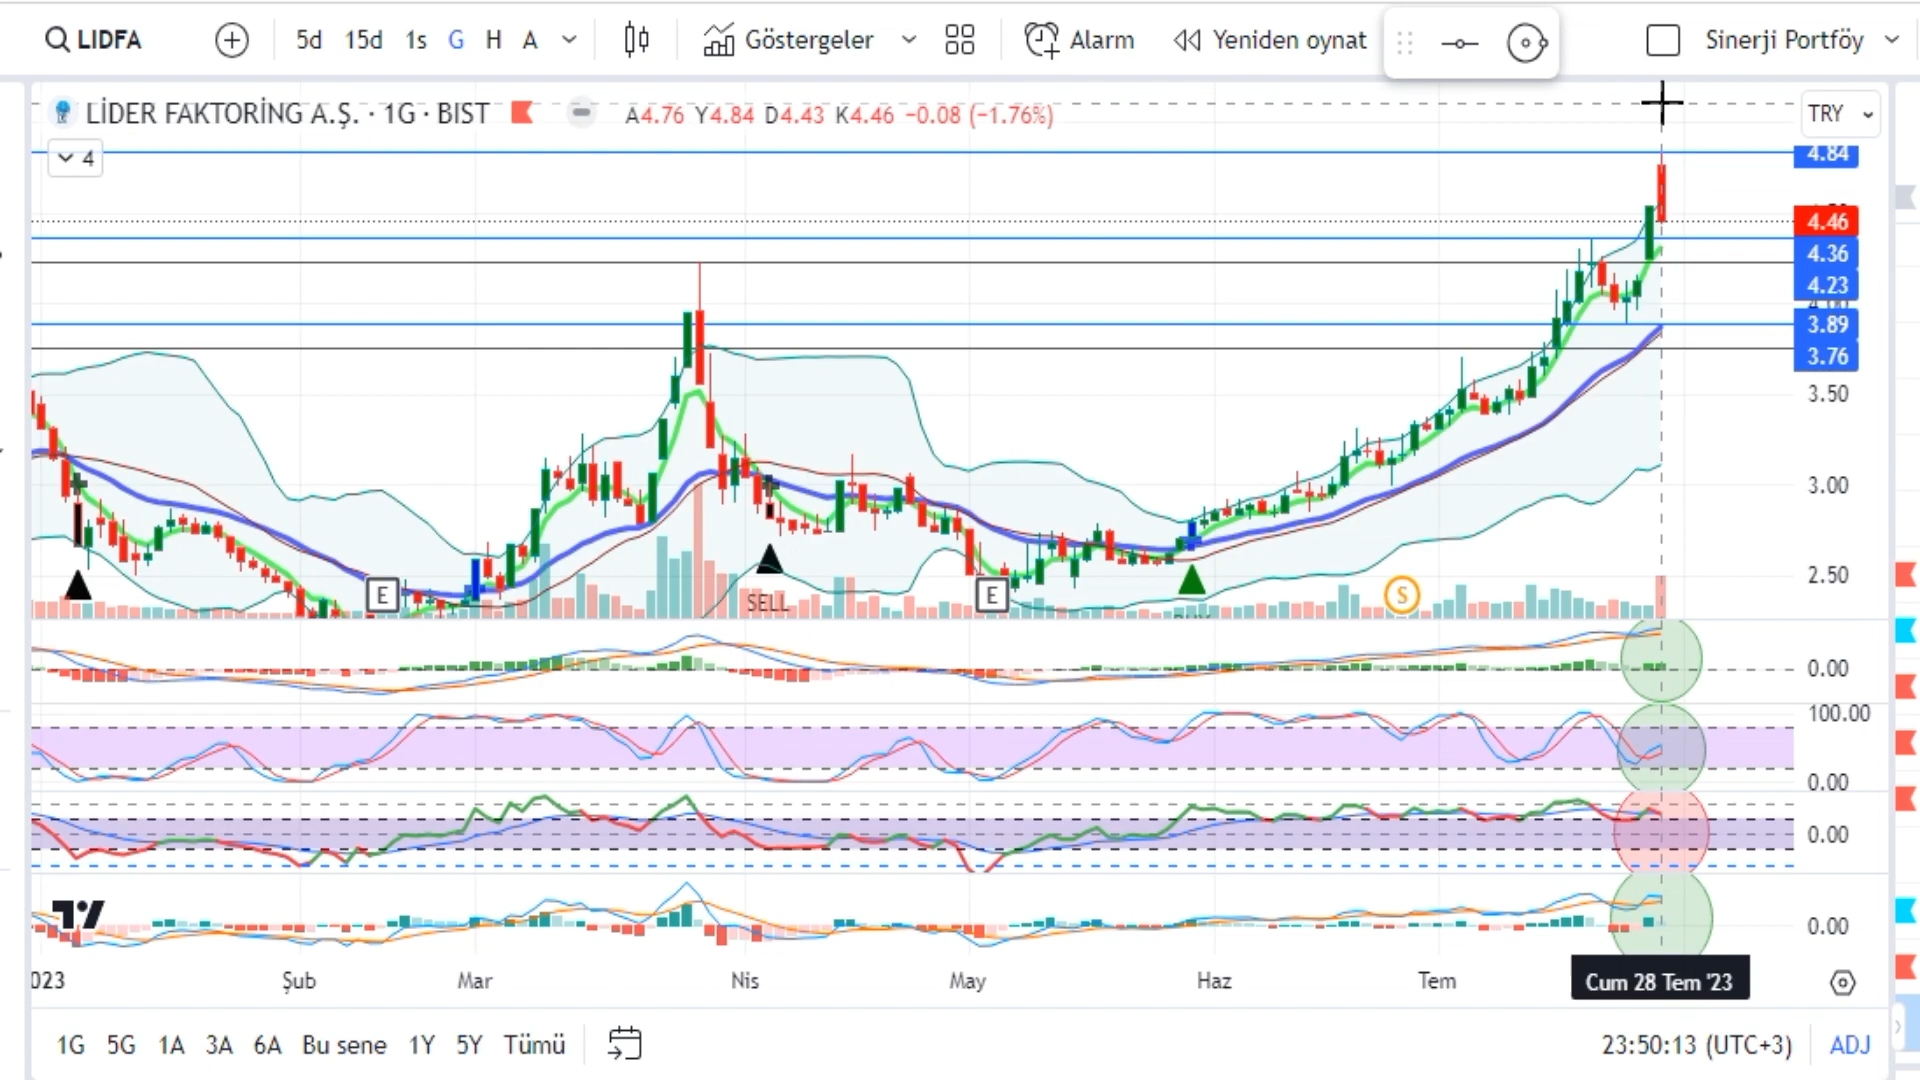 LIDFA 5d 15d 1s G H A Göstergeler Alarm Yeniden oynat Sinerji Portföy
LİDER FAKTORİNG A.Ş. · 1G · BIST A4.76 Y4.84 D4.43 K4.46 −0.08 (−1.76%) TRY
4
4.84
4.46
4.36
4.23
3.89
3.76
3.50
3.00
2.50
E E S
SELL
0.00
100.00
0.00
0.00
0.00
023 Şub Mar Nis May Haz Tem Cum 28 Tem '23
1G 5G 1A 3A 6A Bu sene 1Y 5Y Tümü 23:50:13 (UTC+3) ADJ